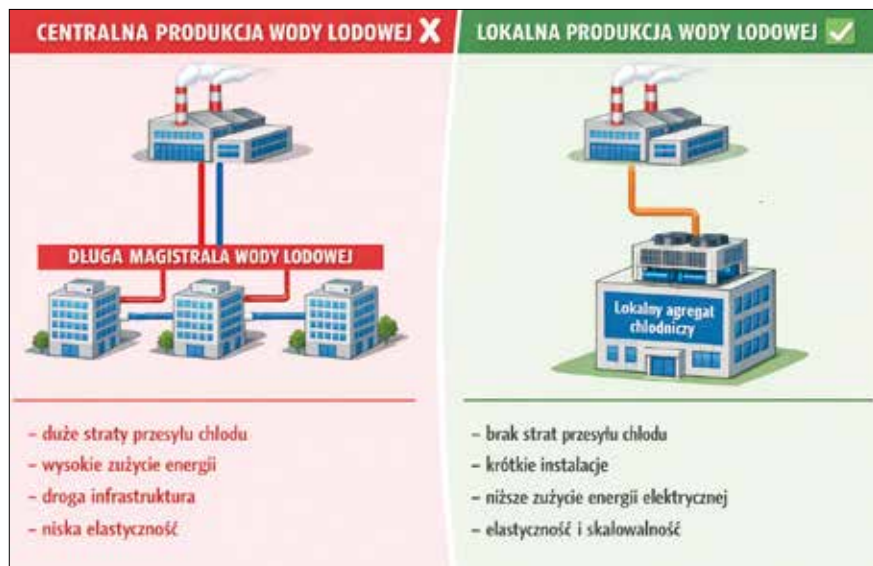 CENTRALNA PRODUKCJA WODY LODOWEJ
LOKALNA PRODUKCJA WODY LODOWEJ
DŁUGA MAGISTRALA WODY LODOWEJ
Lokalny agregat
chłodniczy
– duże straty przesyłu chłodu
– wysokie zużycie energii
– droga infrastruktura
– niska elastyczność
– brak strat przesyłu chłodu
– krótkie instalacje
– niższe zużycie energii elektrycznej
– elastyczność i skalowalność